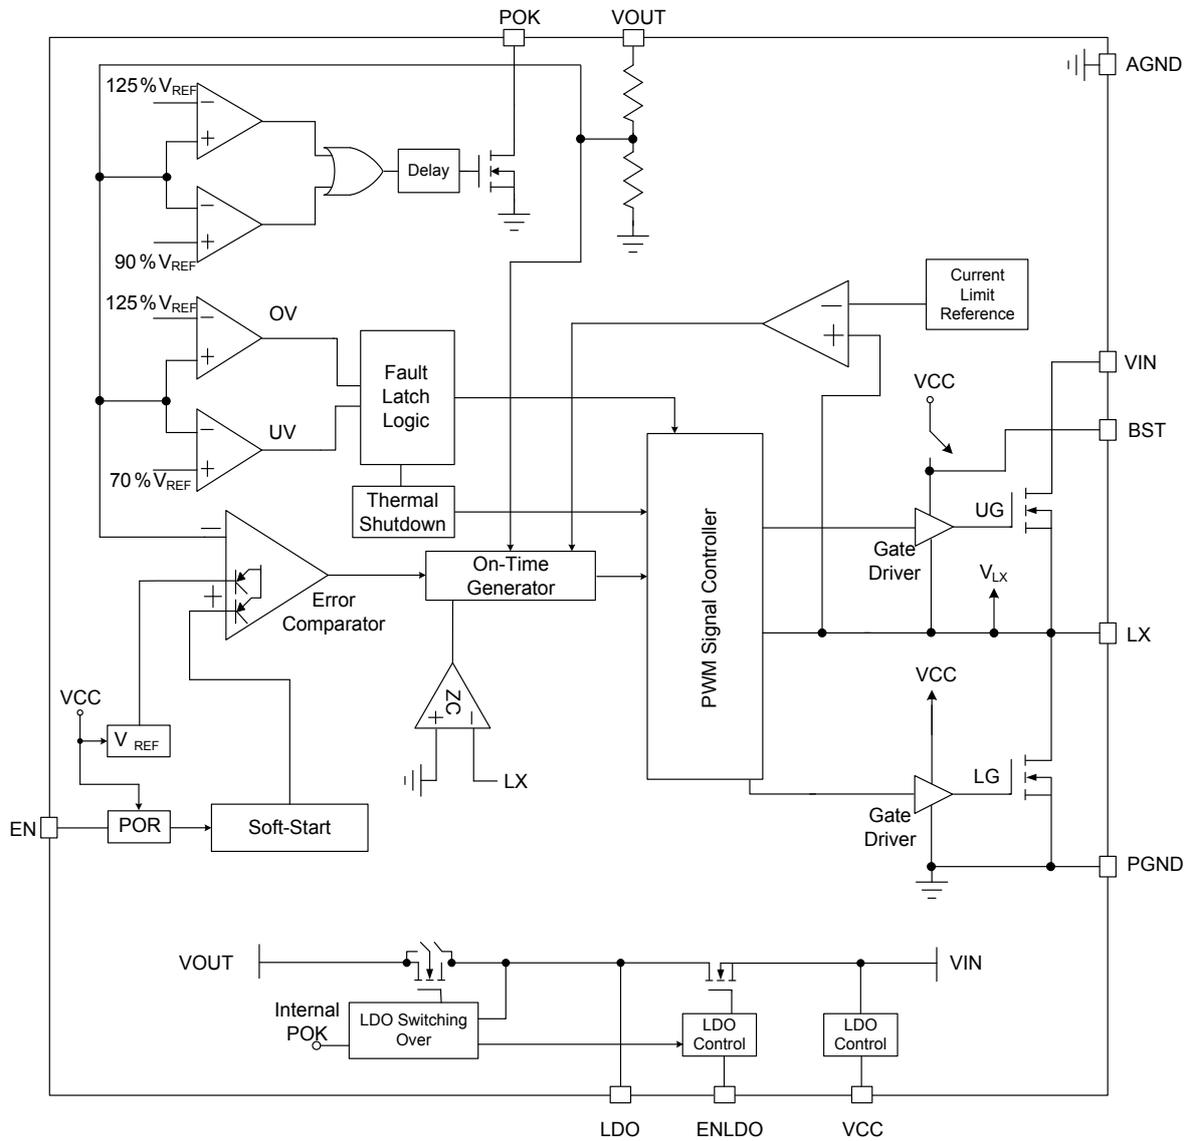 POK
VOUT
AGND
125%VREF
−
+
Delay
−
+
90%VREF
Current
Limit
Reference
−
+
125%VREF
OV
−
+
Fault
Latch
Logic
VIN
VCC
BST
UV
−
+
70%VREF
Thermal
Shutdown
UG
Gate
Driver
PWM Signal Controller
On-Time
Generator
−
+
Error
Comparator
VLX
LX
ZC
+
−
LX
VCC
VCC
V REF
LG
Gate
Driver
EN
POR
Soft-Start
PGND
VOUT
VIN
Internal
POK
LDO Switching
Over
LDO
Control
LDO
Control
LDO
ENLDO
VCC